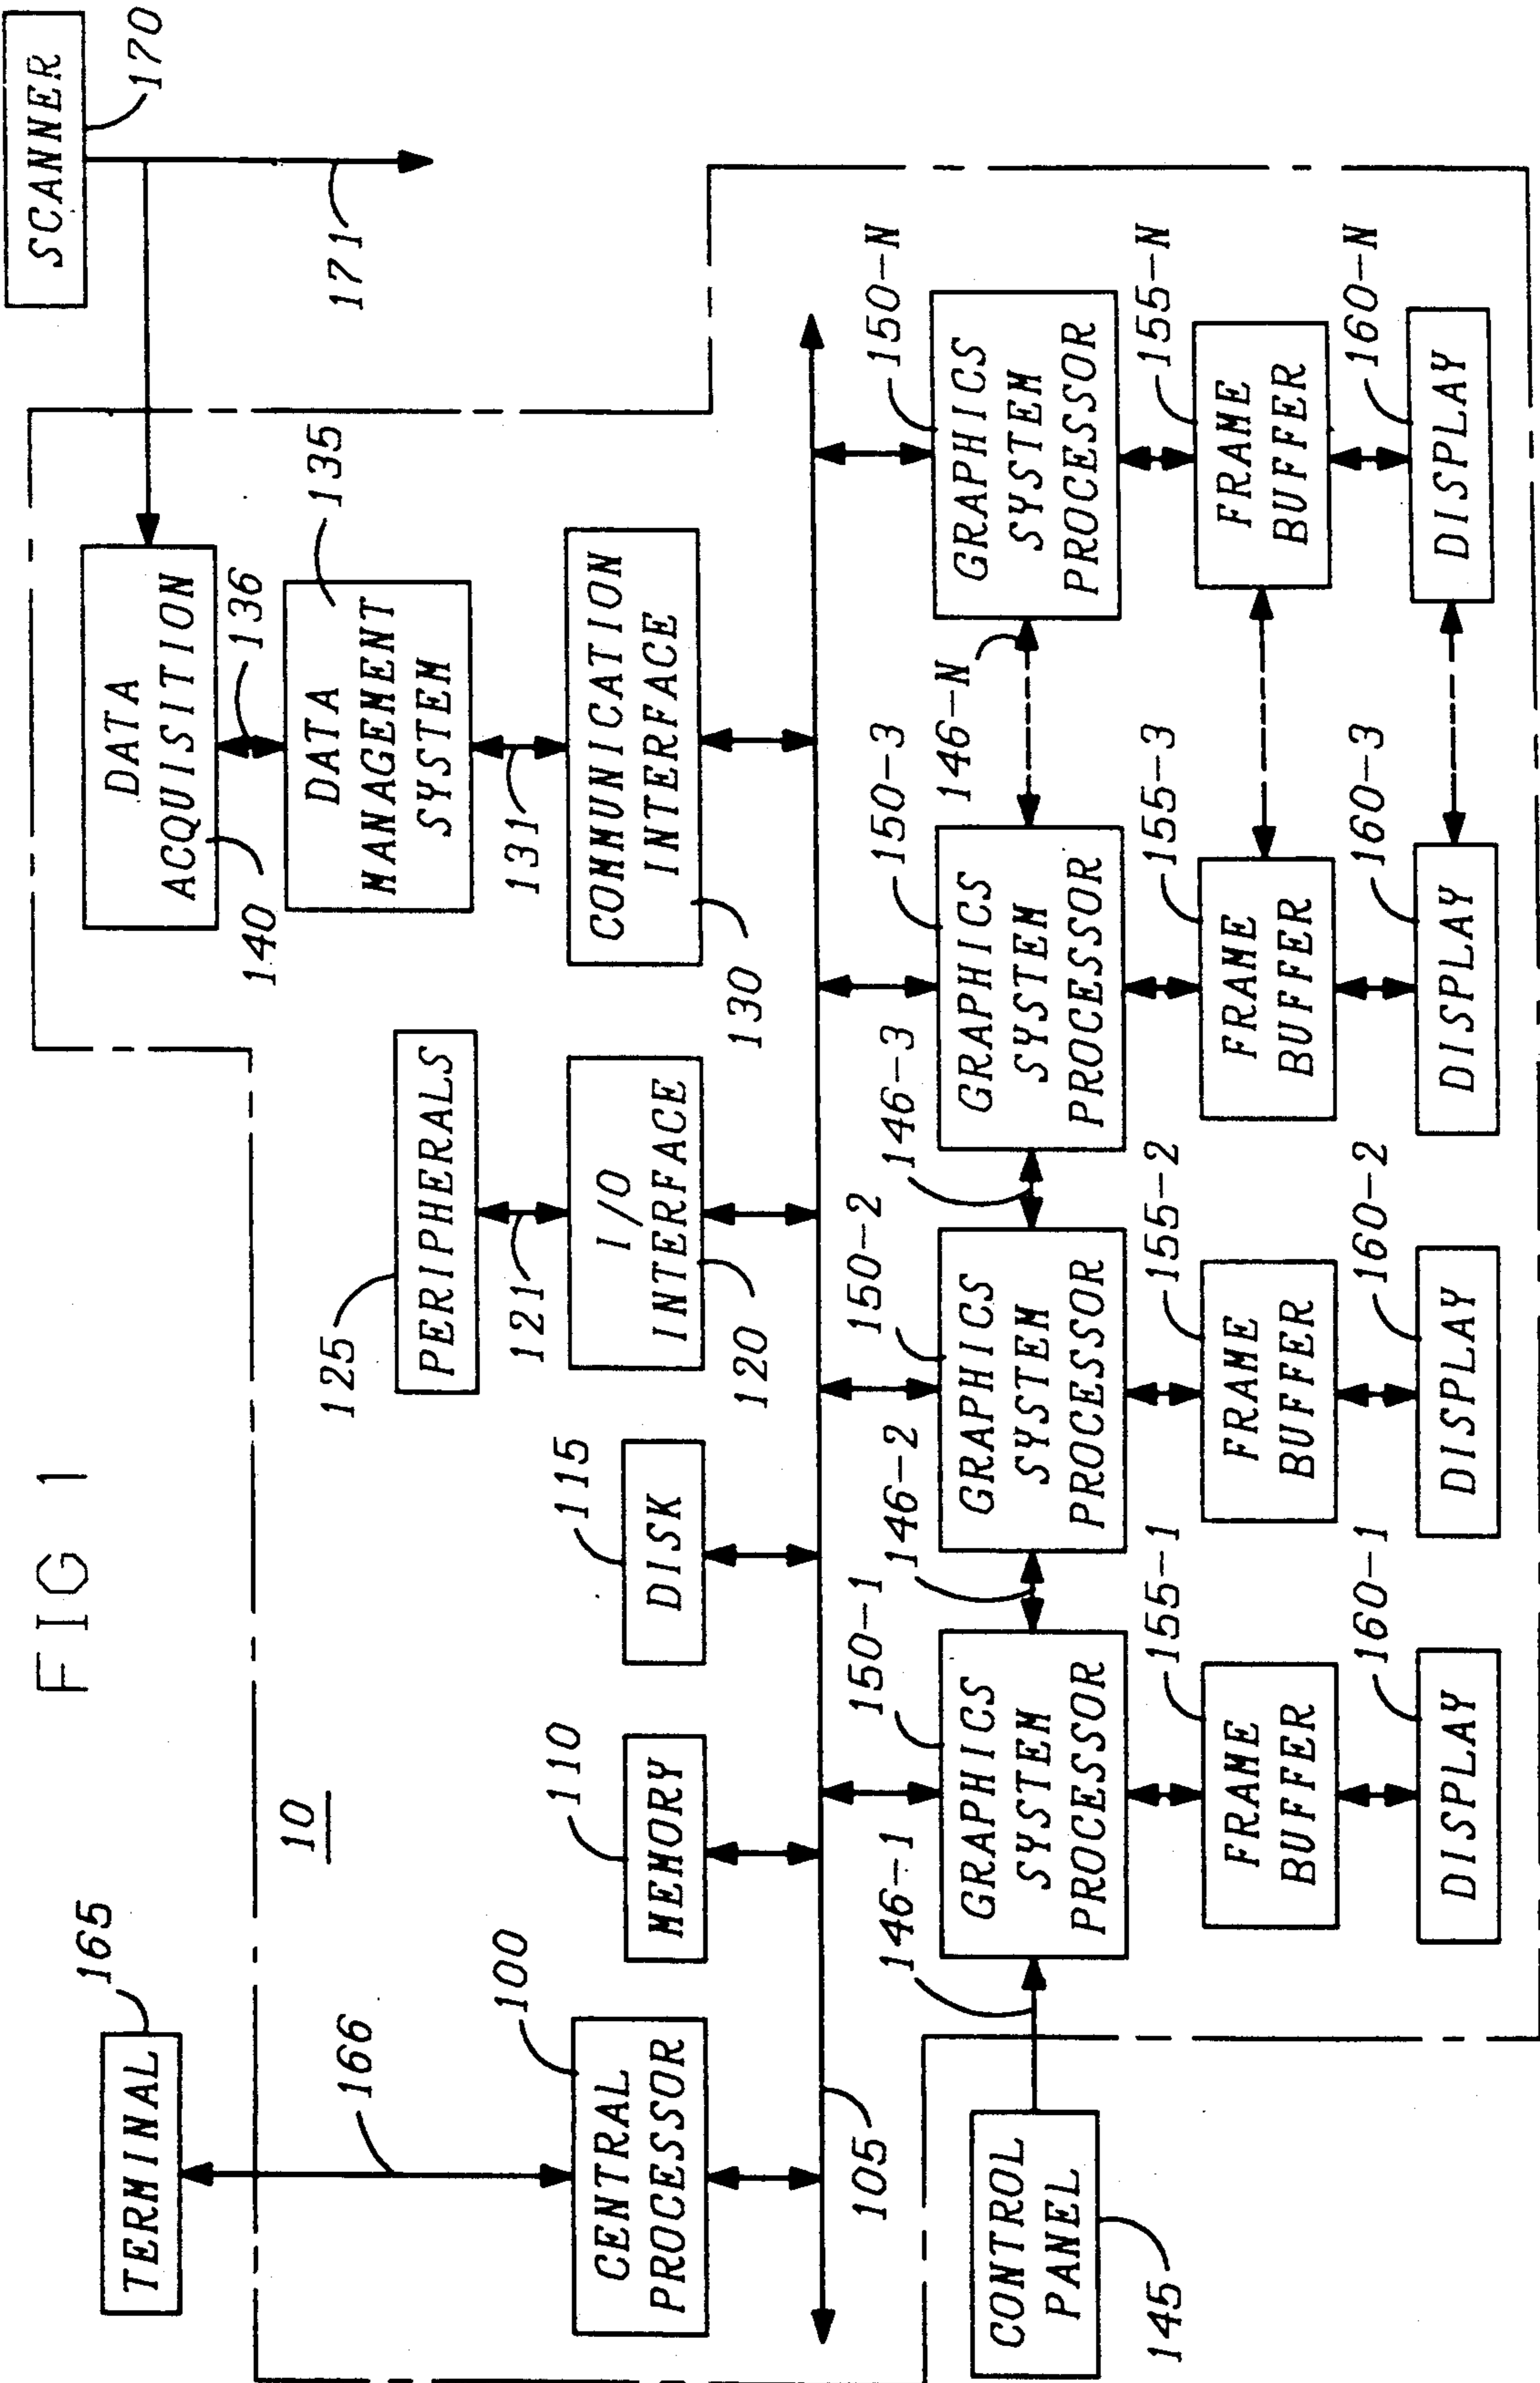 FIG 1
SCANNER
170
171
TERMINAL
165
166
10
DATA
ACQUISITION
140
136
DATA
MANAGEMENT
SYSTEM
135
131
COMMUNICATION
INTERFACE
130
PERIPHERALS
125
121
I/O
INTERFACE
120
DISK
115
MEMORY
110
CENTRAL
PROCESSOR
100
105
CONTROL
PANEL
145
146-1
GRAPHICS
SYSTEM
PROCESSOR
150-1
146-2
GRAPHICS
SYSTEM
PROCESSOR
150-2
146-3
GRAPHICS
SYSTEM
PROCESSOR
150-3
146-N
GRAPHICS
SYSTEM
PROCESSOR
150-N
FRAME
BUFFER
155-1
FRAME
BUFFER
155-2
FRAME
BUFFER
155-3
FRAME
BUFFER
155-N
DISPLAY
160-1
DISPLAY
160-2
DISPLAY
160-3
DISPLAY
160-N